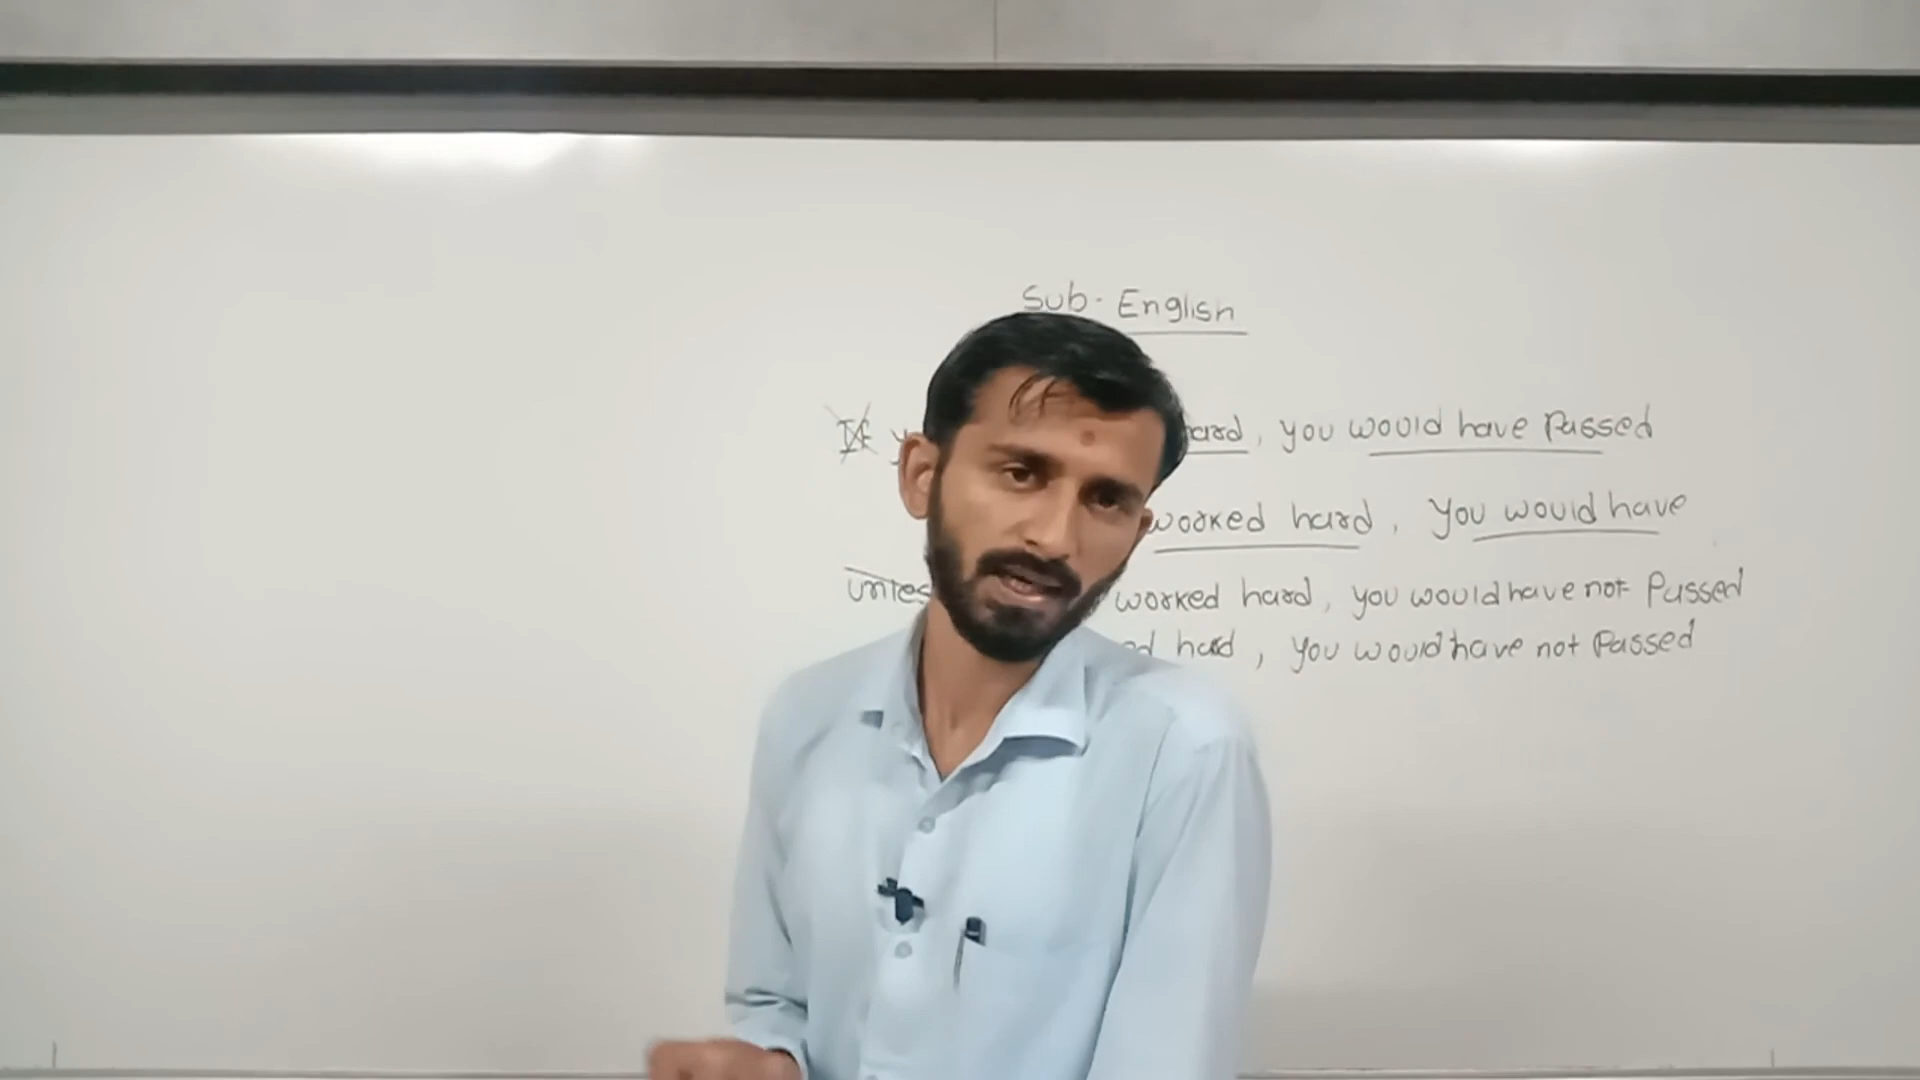 Sub. English
If hard, you would have Passed
worked hard, you would have
worked hard, you would have not Passed
hard, you would have not Passed